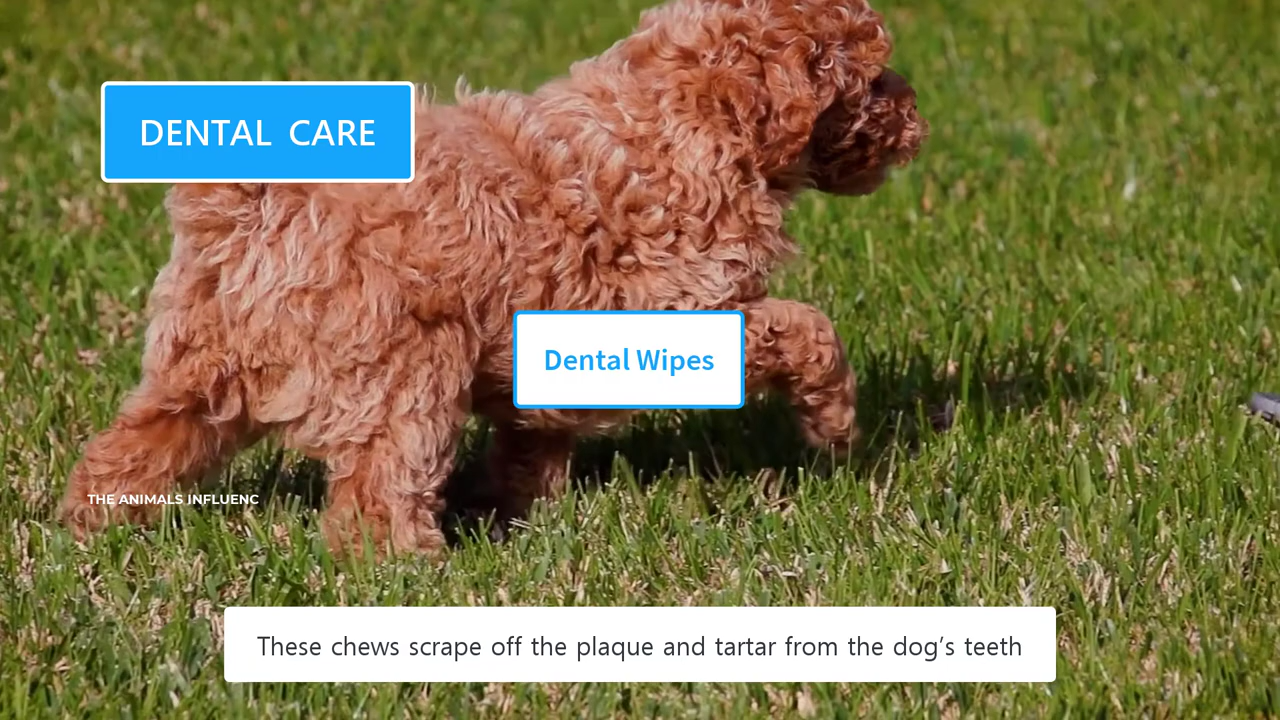 DENTAL CARE
Dental Wipes
THE ANIMALS INFLUENC
These chews scrape off the plaque and tartar from the dog’s teeth